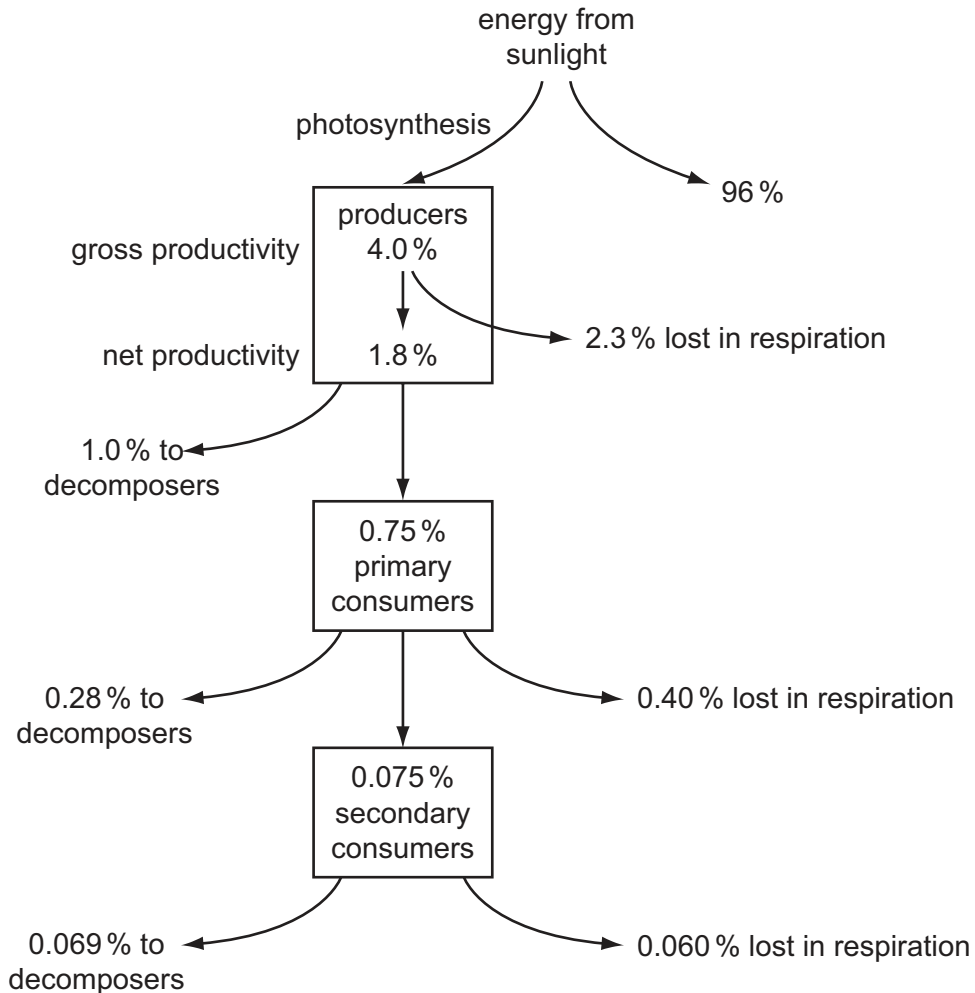 energy from
sunlight
photosynthesis
96 %
producers
gross productivity
4.0 %
2.3 % lost in respiration
net productivity
1.8 %
1.0 % to
decomposers
0.75 %
primary
consumers
0.28 % to
decomposers
0.40 % lost in respiration
0.075 %
secondary
consumers
0.069 % to
decomposers
0.060 % lost in respiration